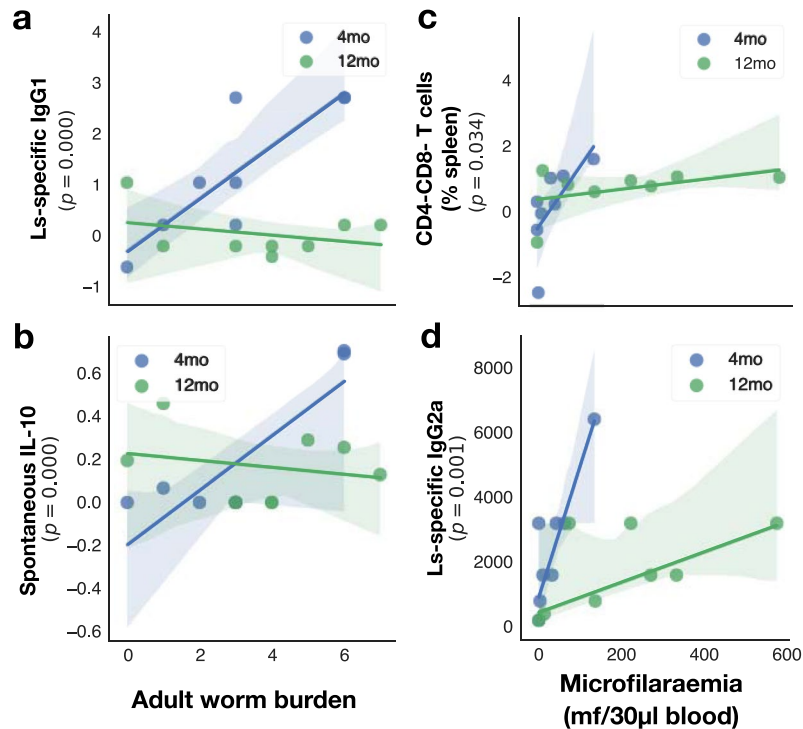 a
Ls-specific IgG1
(p = 0.000)
4
3
2
1
0
−1
4mo
12mo
b
Spontaneous IL-10
(p = 0.000)
0.6
0.4
0.2
0.0
−0.2
−0.4
−0.6
4mo
12mo
0 2 4 6
Adult worm burden
c
CD4-CD8- T cells
(% spleen)
(p = 0.034)
4
2
0
−2
4mo
12mo
d
Ls-specific IgG2a
(p = 0.001)
8000
6000
4000
2000
0
4mo
12mo
0 200 400 600
Microfilaraemia
(mf/30µl blood)